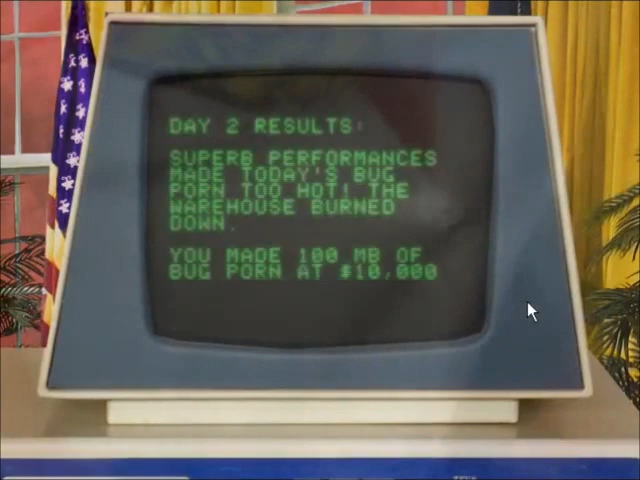 DAY 2 RESULTS:
SUPERB PERFORMANCES
MADE TODAY'S BUG
PORN TOO HOT! THE
WAREHOUSE BURNED
DOWN.
YOU MADE 100 MB OF
BUG PORN AT $10,000